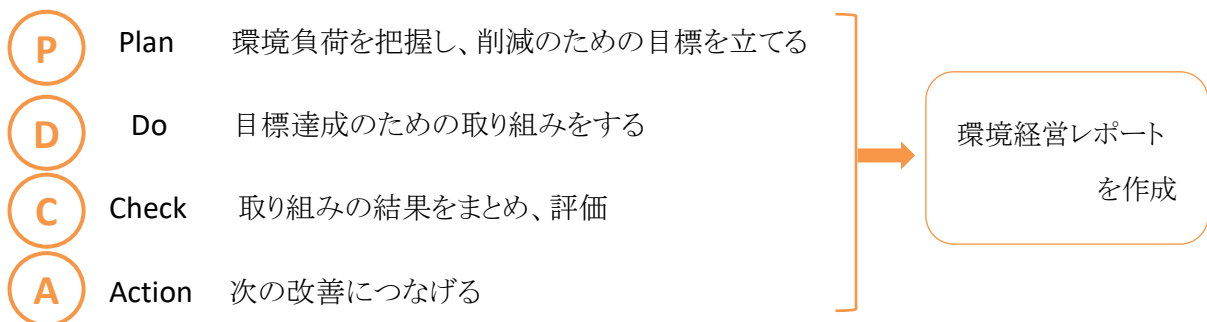 P Plan 環境負荷を把握し、削減のための目標を立てる
D Do 目標達成のための取り組みをする
C Check 取り組みの結果をまとめ、評価
A Action 次の改善につなげる
環境経営レポート
を作成